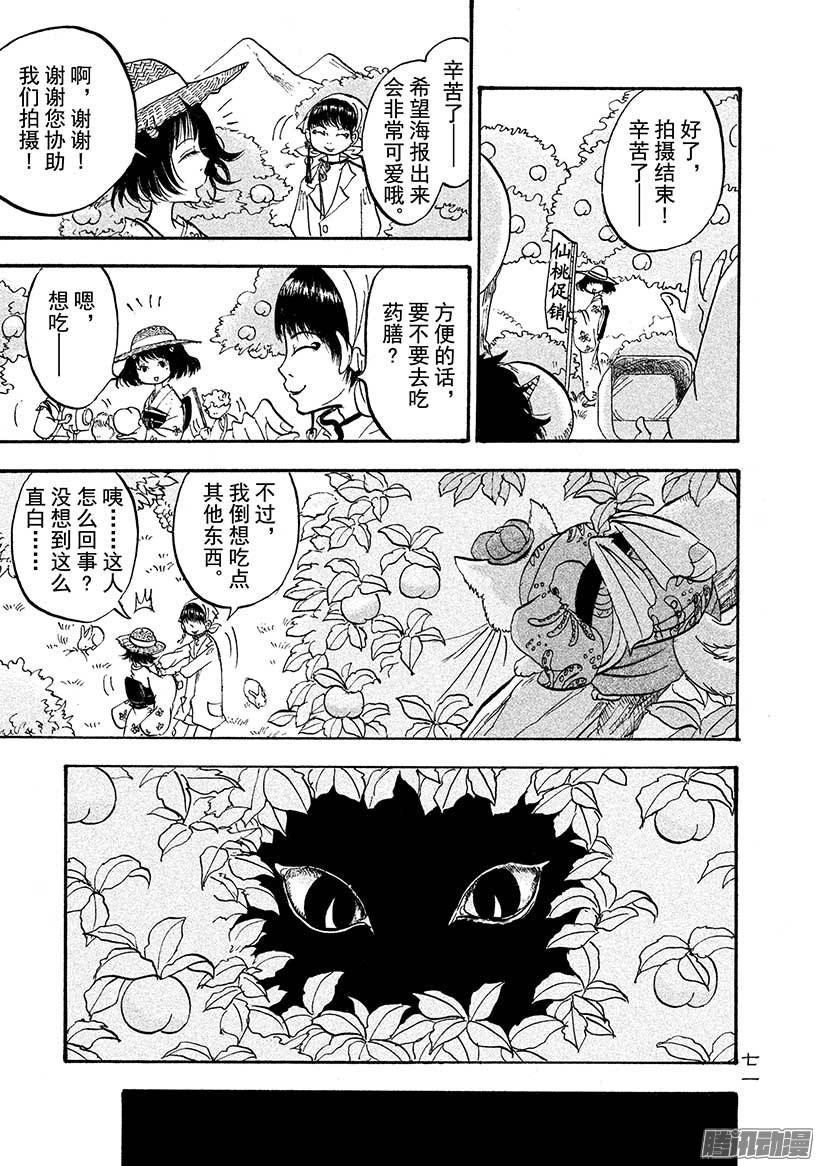 好了，
拍摄结束！
辛苦了——
仙桃促销
辛苦了——
希望海报出来
会非常可爱哦。
啊，谢谢！
谢谢您协助
我们拍摄！
方便的话，
要不要去吃
药膳？
嗯，
想吃——
不过，
我倒想吃点
其他东西。
咦……这人
怎么回事？
没想到这么
直白……
七一
腾讯动漫